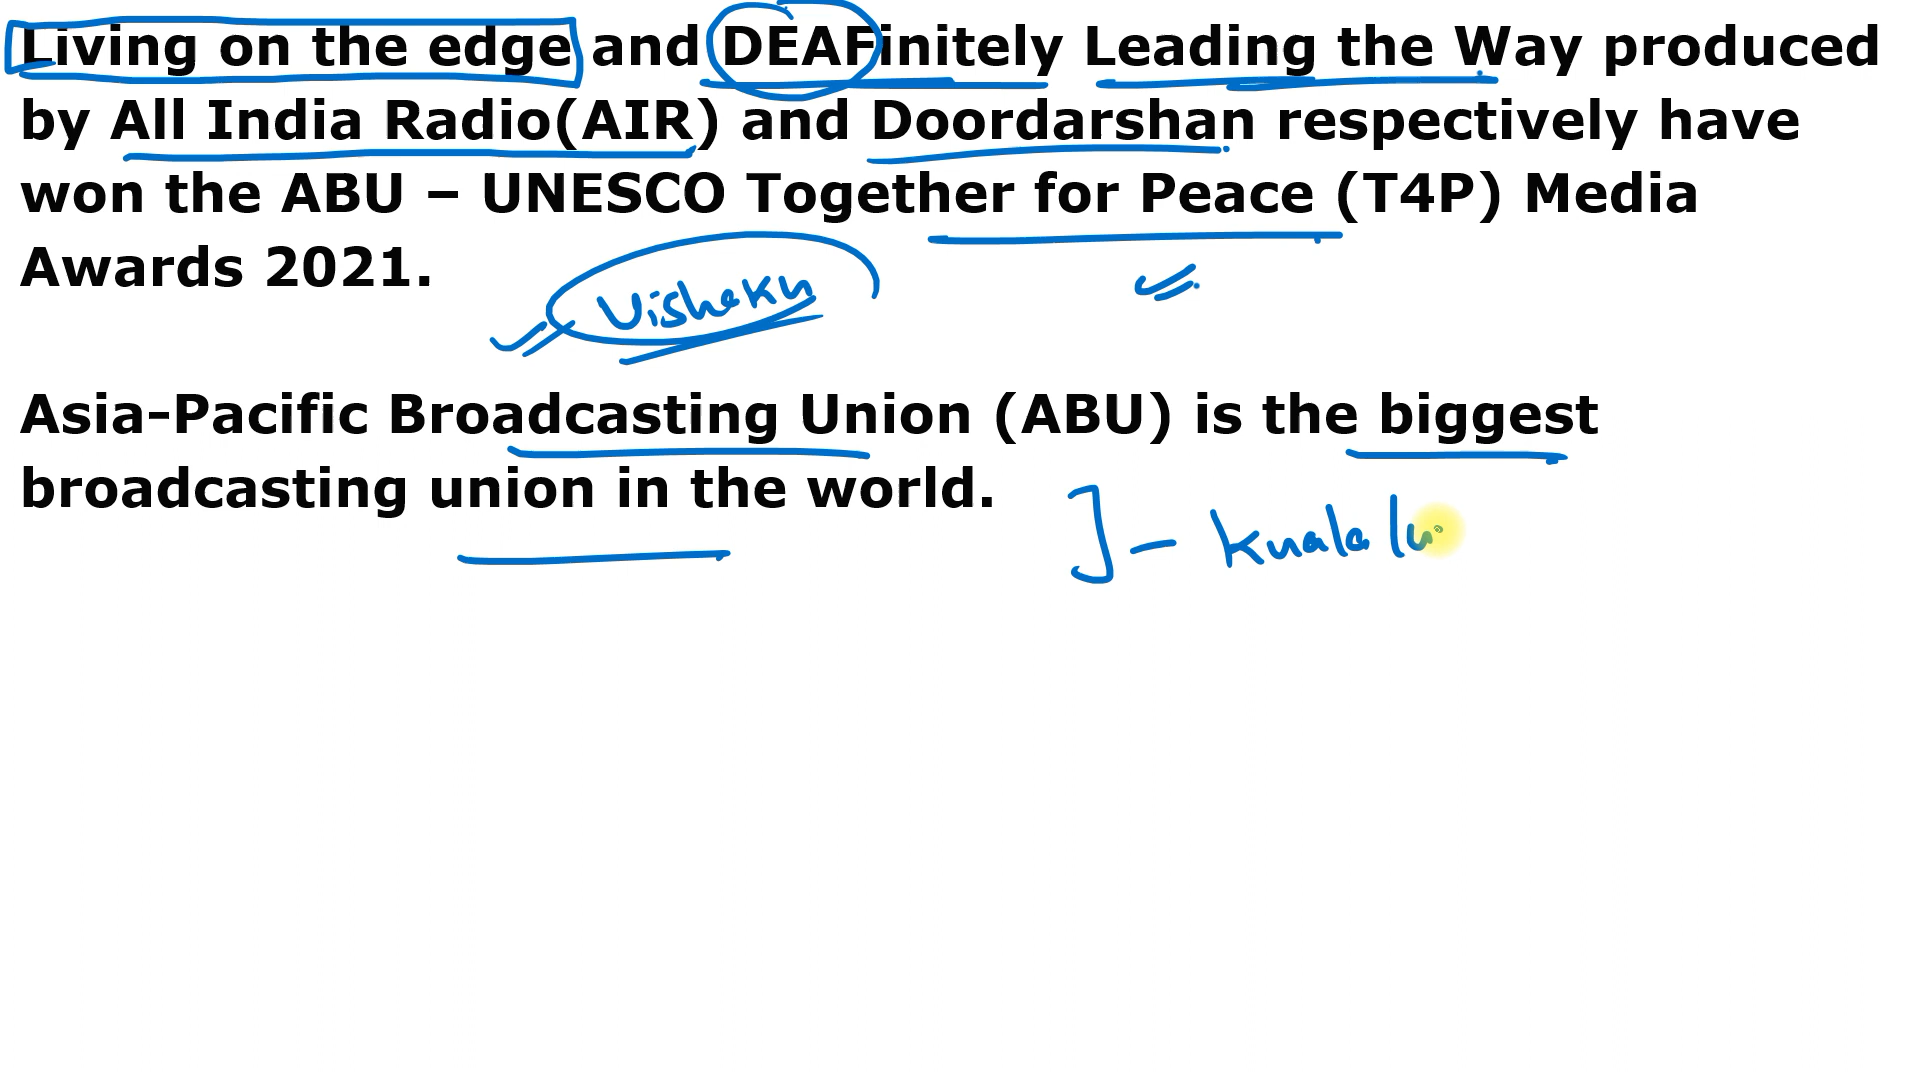 Living on the edge and DEAFinitely Leading the Way produced
by All India Radio(AIR) and Doordarshan respectively have
won the ABU – UNESCO Together for Peace (T4P) Media
Awards 2021.
Vishakh
Asia–Pacific Broadcasting Union (ABU) is the biggest
broadcasting union in the world.
- Kuala lu